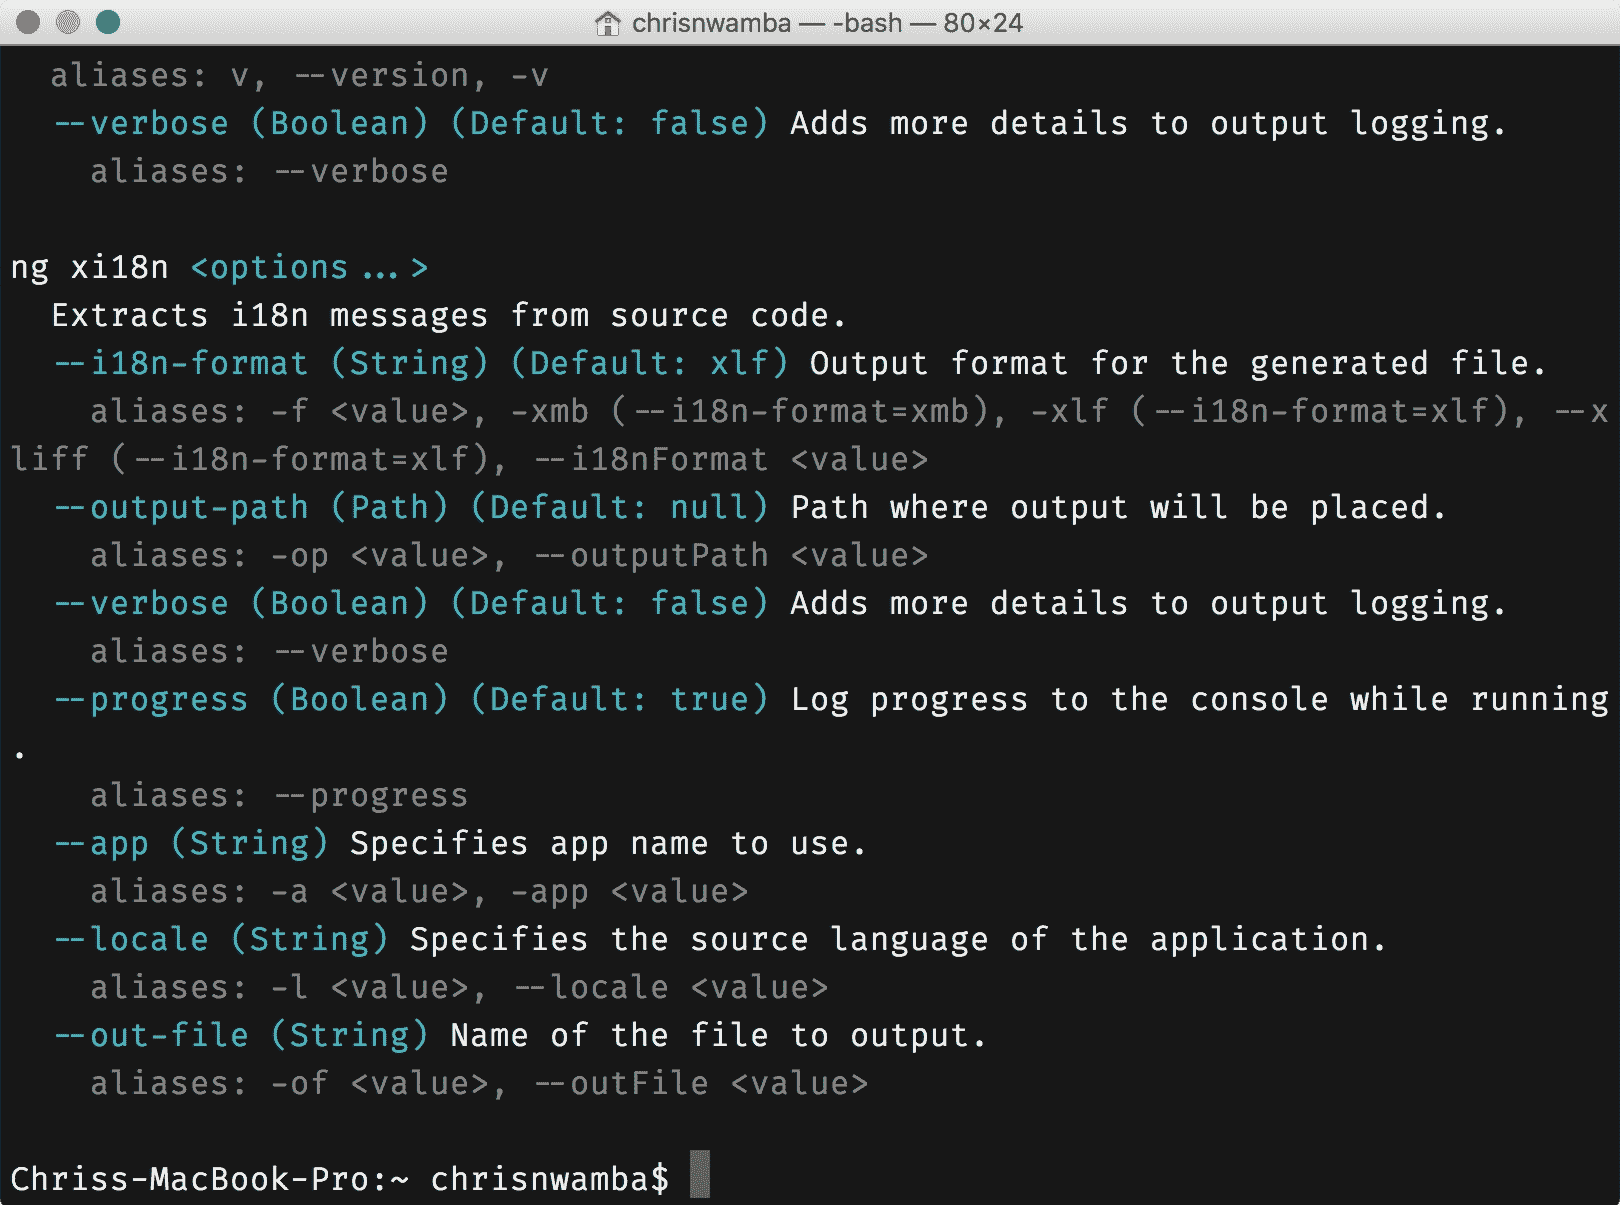 chrisnwamba — -bash — 80×24
aliases: v, --version, -v
--verbose (Boolean) (Default: false) Adds more details to output logging.
aliases: --verbose
ng xi18n <options...>
Extracts i18n messages from source code.
--i18n-format (String) (Default: xlf) Output format for the generated file.
aliases: -f <value>, -xmb (--i18n-format=xmb), -xlf (--i18n-format=xlf), --x
liff (--i18n-format=xlf), --i18nFormat <value>
--output-path (Path) (Default: null) Path where output will be placed.
aliases: -op <value>, --outputPath <value>
--verbose (Boolean) (Default: false) Adds more details to output logging.
aliases: --verbose
--progress (Boolean) (Default: true) Log progress to the console while running
.
aliases: --progress
--app (String) Specifies app name to use.
aliases: -a <value>, -app <value>
--locale (String) Specifies the source language of the application.
aliases: -l <value>, --locale <value>
--out-file (String) Name of the file to output.
aliases: -of <value>, --outFile <value>
Chriss-MacBook-Pro:~ chrisnwamba$